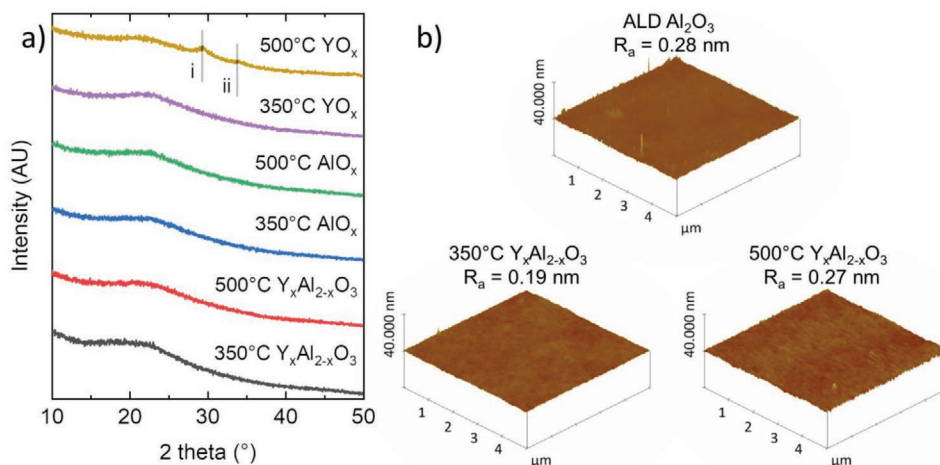 a)
500°C YOₓ
i
ii
350°C YOₓ
500°C AlOₓ
350°C AlOₓ
500°C YₓAl₂₋ₓO₃
350°C YₓAl₂₋ₓO₃
Intensity (AU)
10 20 30 40 50
2 theta (°)
b)
ALD Al₂O₃
Rₐ = 0.28 nm
40.000 nm
1
2
3
4
µm
350°C YₓAl₂₋ₓO₃
Rₐ = 0.19 nm
40.000 nm
1
2
3
4
µm
500°C YₓAl₂₋ₓO₃
Rₐ = 0.27 nm
40.000 nm
1
2
3
4
µm